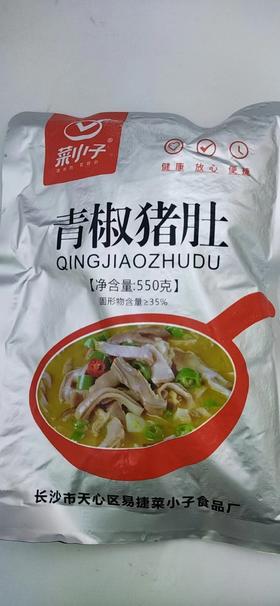 菜小子®
健康 放心 便捷
青椒猪肚
QINGJIAOZHUDU
【净含量:550克】
固形物含量≥35%
长沙市天心区易捷菜小子食品厂